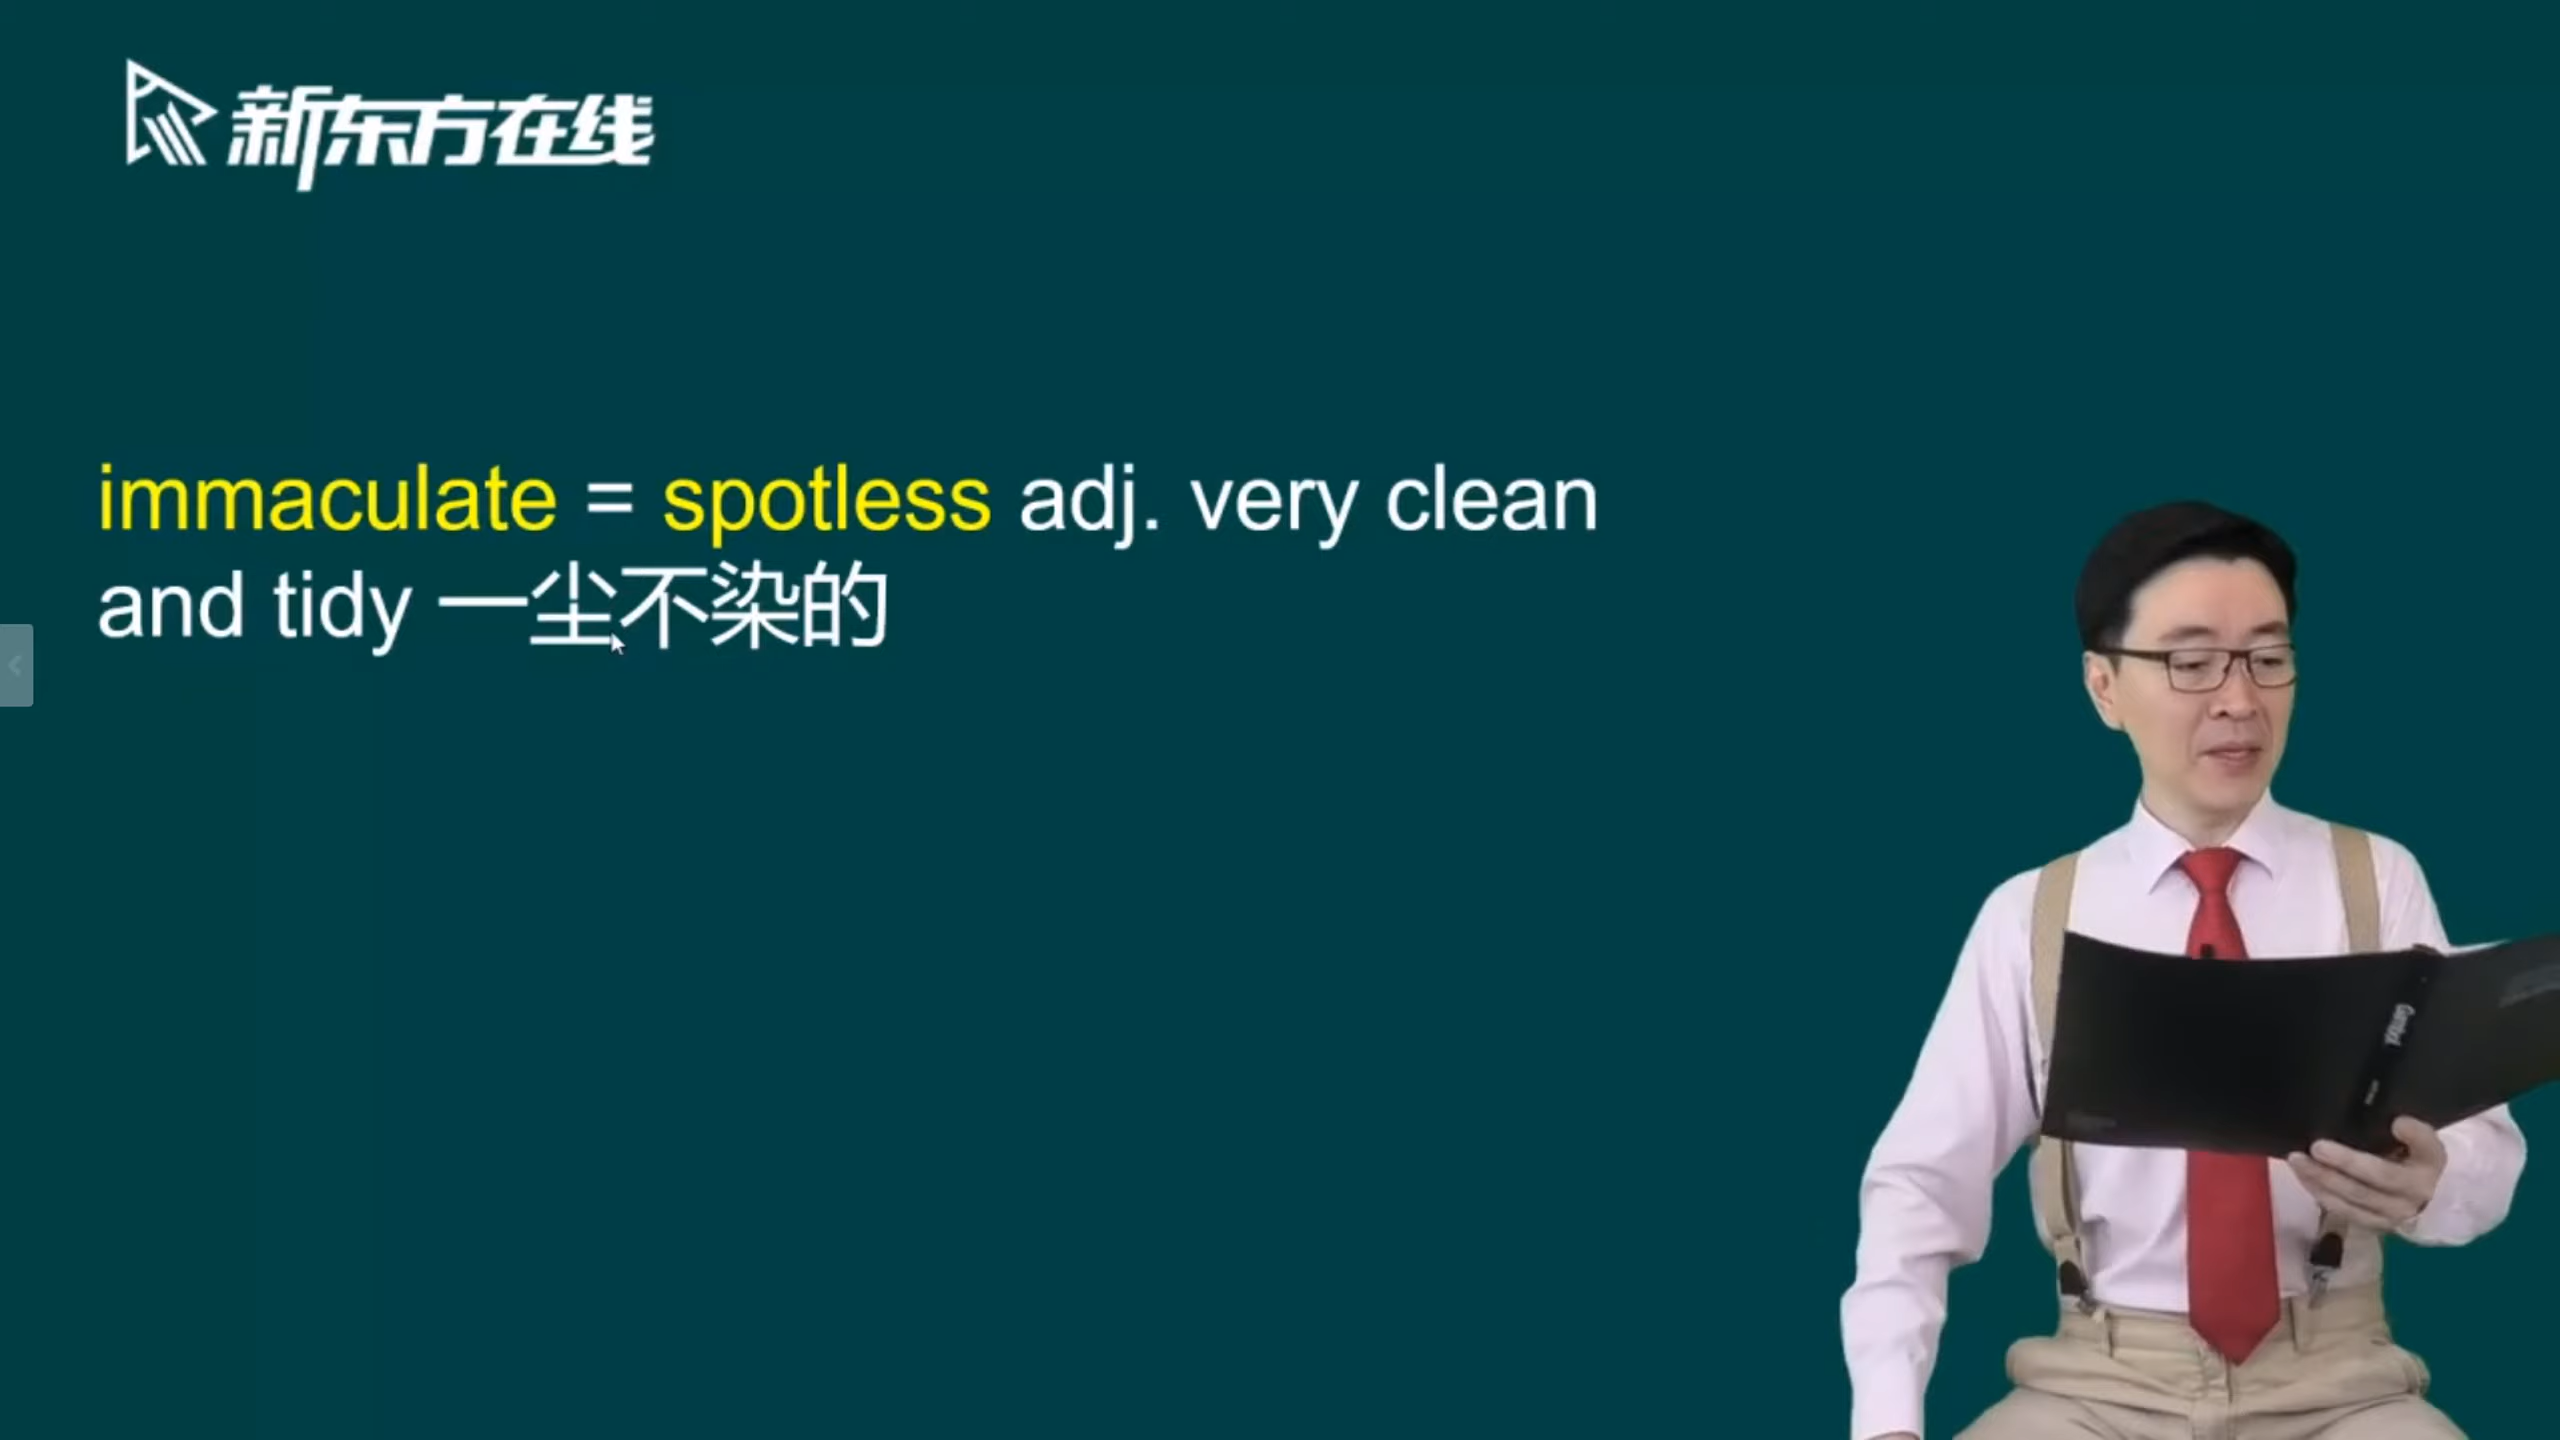 新东方在线
immaculate = spotless adj. very clean
and tidy 一尘不染的